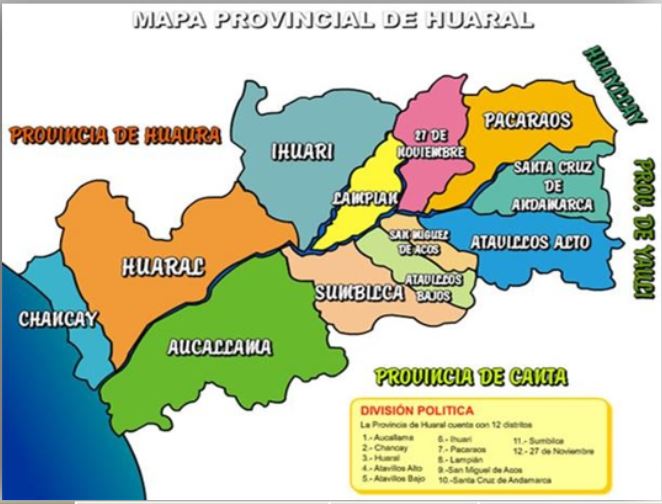 MAPA PROVINCIAL DE HUARAL
HUAYLLAY
PROVINCIA DE HUAURA
IHUARI
27 DE
NOVIEMBRE
PACARAOS
LAMPIAN
SANTA CRUZ
DE
ANDAMARCA
PROV. DE YAULI
SAN MIGUEL
DE ACOS
ATAVILLOS ALTO
HUARAL
SUMBILCA
ATAVILLOS
BAJOS
CHANCAY
AUCALLAMA
PROVINCIA DE CANTA
DIVISIÓN POLITICA
La Provincia de Huaral cuenta con 12 distritos
1.- Aucallama
2.- Chancay
3.- Huaral
4.- Atavillos Alto
5.- Atavillos Bajo
6.- Ihuari
7.- Pacaraos
8.- Lampián
9.-San Miguel de Acos
10.-Santa Cruz de Andamarca
11.- Sumbilca
12.- 27 de Noviembre